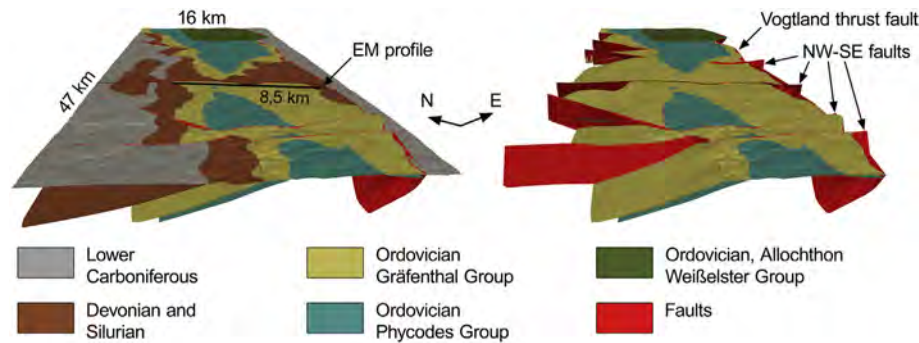 16 km
Vogtland thrust fault
EM profile
NW-SE faults
47 km
8,5 km
N
E
Lower
Carboniferous
Ordovician
Gräfenthal Group
Ordovician, Allochthon
Weißelster Group
Devonian and
Silurian
Ordovician
Phycodes Group
Faults